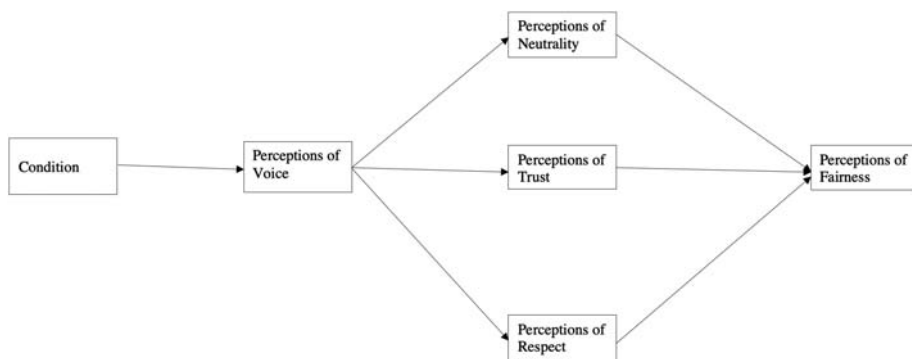 Perceptions of
Neutrality
Condition
Perceptions of
Voice
Perceptions of
Trust
Perceptions of
Fairness
Perceptions of
Respect